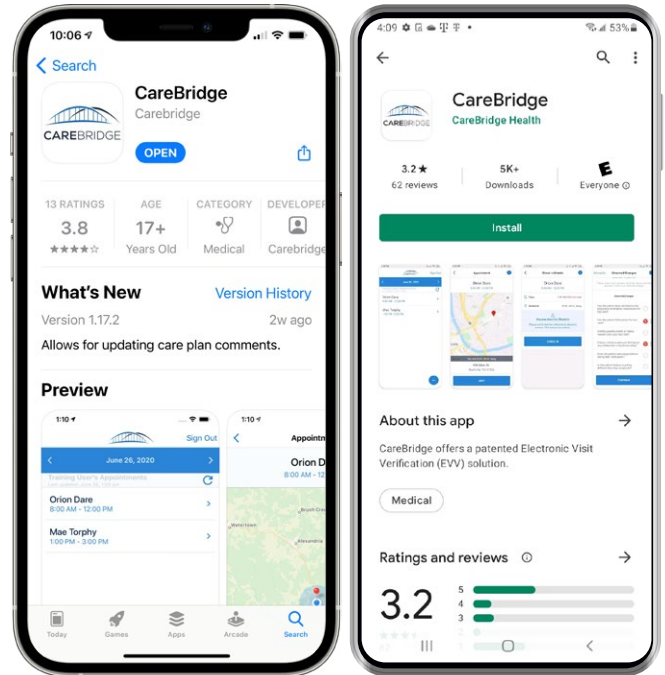 10:06
Search
CareBridge
Carebridge
CAREBRIDGE
OPEN
13 RATINGS
AGE
CATEGORY
DEVELOPER
3.8
17+
Years Old
Medical
Carebridge
What's New
Version History
Version 1.17.2
2w ago
Allows for updating care plan comments.
Preview
1:10
Sign Out
June 26, 2020
Training User's Appointments
Orion Dare
8:00 AM - 12:00 PM
Mae Torphy
1:00 PM - 3:00 PM
1:10
Appointm
Orion D
8:00 AM - 12
Watertown
Alexandria
Today
Games
Apps
Arcade
Search
4:09
53%
CareBridge
CareBridge Health
CAREBRIDGE
3.2★
62 reviews
5K+
Downloads
E
Everyone
Install
About this app
CareBridge offers a patented Electronic Visit
Verification (EVV) solution.
Medical
Ratings and reviews
3.2
5
4
3
2